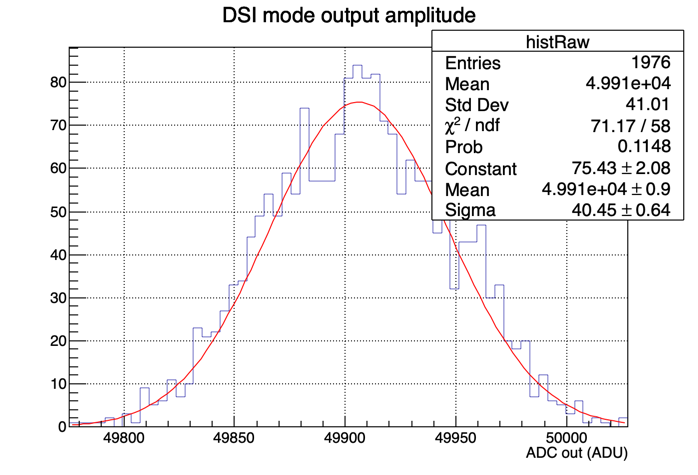 DSI mode output amplitude
histRaw
Entries 1976
Mean 4.991e+04
Std Dev 41.01
χ² / ndf 71.17 / 58
Prob 0.1148
Constant 75.43 ± 2.08
Mean 4.991e+04 ± 0.9
Sigma 40.45 ± 0.64
80
70
60
50
40
30
20
10
0
49800 49850 49900 49950 50000
ADC out (ADU)